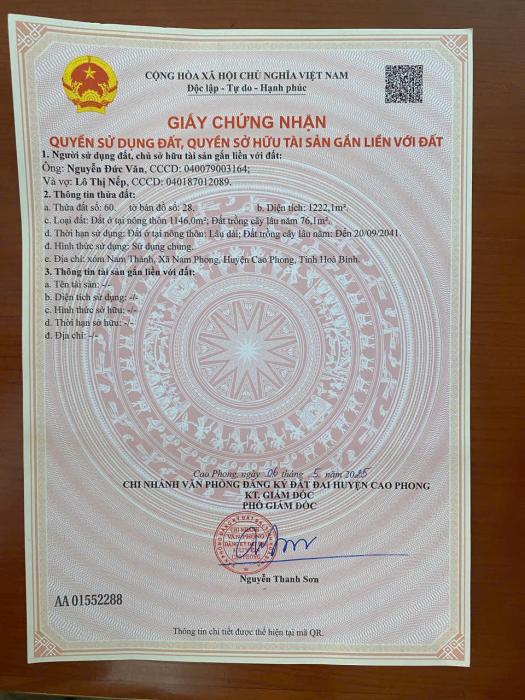 CỘNG HÒA XÃ HỘI CHỦ NGHĨA VIỆT NAM
Độc lập - Tự do - Hạnh phúc
GIẤY CHỨNG NHẬN
QUYỀN SỬ DỤNG ĐẤT, QUYỀN SỞ HỮU TÀI SẢN GẮN LIỀN VỚI ĐẤT
1. Người sử dụng đất, chủ sở hữu tài sản gắn liền với đất:
Ông: Nguyễn Đức Văn, CCCD: 040079003164;
Và vợ: Lô Thị Nếp, CCCD: 040187012089.
2. Thông tin thửa đất:
a. Thửa đất số: 60. tờ bản đồ số: 28. b. Diện tích: 1222,1m².
c. Loại đất: Đất ở tại nông thôn 1146,0m²; Đất trồng cây lâu năm 76,1m².
d. Thời hạn sử dụng: Đất ở tại nông thôn: Lâu dài; Đất trồng cây lâu năm: Đến 20/09/2041.
đ. Hình thức sử dụng: Sử dụng chung.
e. Địa chỉ: xóm Nam Thành, Xã Nam Phong, Huyện Cao Phong, Tỉnh Hoà Bình.
3. Thông tin tài sản gắn liền với đất:
a. Tên tài sản: -/-
b. Diện tích sử dụng: -/-
c. Hình thức sở hữu: -/-
d. Thời hạn sở hữu: -/-
đ. Địa chỉ: -/-
Cao Phong, ngày 06 tháng 5 năm 2025
CHI NHÁNH VĂN PHÒNG ĐĂNG KÝ ĐẤT ĐAI HUYỆN CAO PHONG
KT. GIÁM ĐỐC
PHÓ GIÁM ĐỐC
CHI NHÁNH
VĂN PHÒNG
Nguyễn Thanh Sơn
AA 01552288
Thông tin chi tiết được thể hiện tại mã QR.